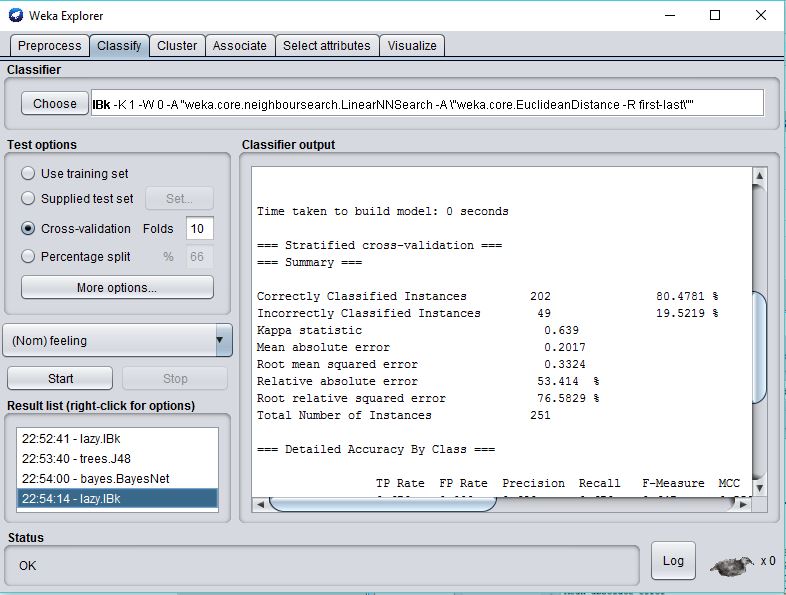 Weka Explorer
Preprocess Classify Cluster Associate Select attributes Visualize
Classifier
Choose IBk -K 1 -W 0 -A "weka.core.neighboursearch.LinearNNSearch -A \"weka.core.EuclideanDistance -R first-last\""
Test options
Use training set
Supplied test set Set...
Cross-validation Folds 10
Percentage split % 66
More options...
(Nom) feeling
Start Stop
Result list (right-click for options)
22:52:41 - lazy.IBk
22:53:40 - trees.J48
22:54:00 - bayes.BayesNet
22:54:14 - lazy.IBk
Classifier output
Time taken to build model: 0 seconds
=== Stratified cross-validation ===
=== Summary ===
Correctly Classified Instances 202 80.4781 %
Incorrectly Classified Instances 49 19.5219 %
Kappa statistic 0.639
Mean absolute error 0.2017
Root mean squared error 0.3324
Relative absolute error 53.414 %
Root relative squared error 76.5829 %
Total Number of Instances 251
=== Detailed Accuracy By Class ===
TP Rate FP Rate Precision Recall F-Measure MCC
Status
OK
Log x 0